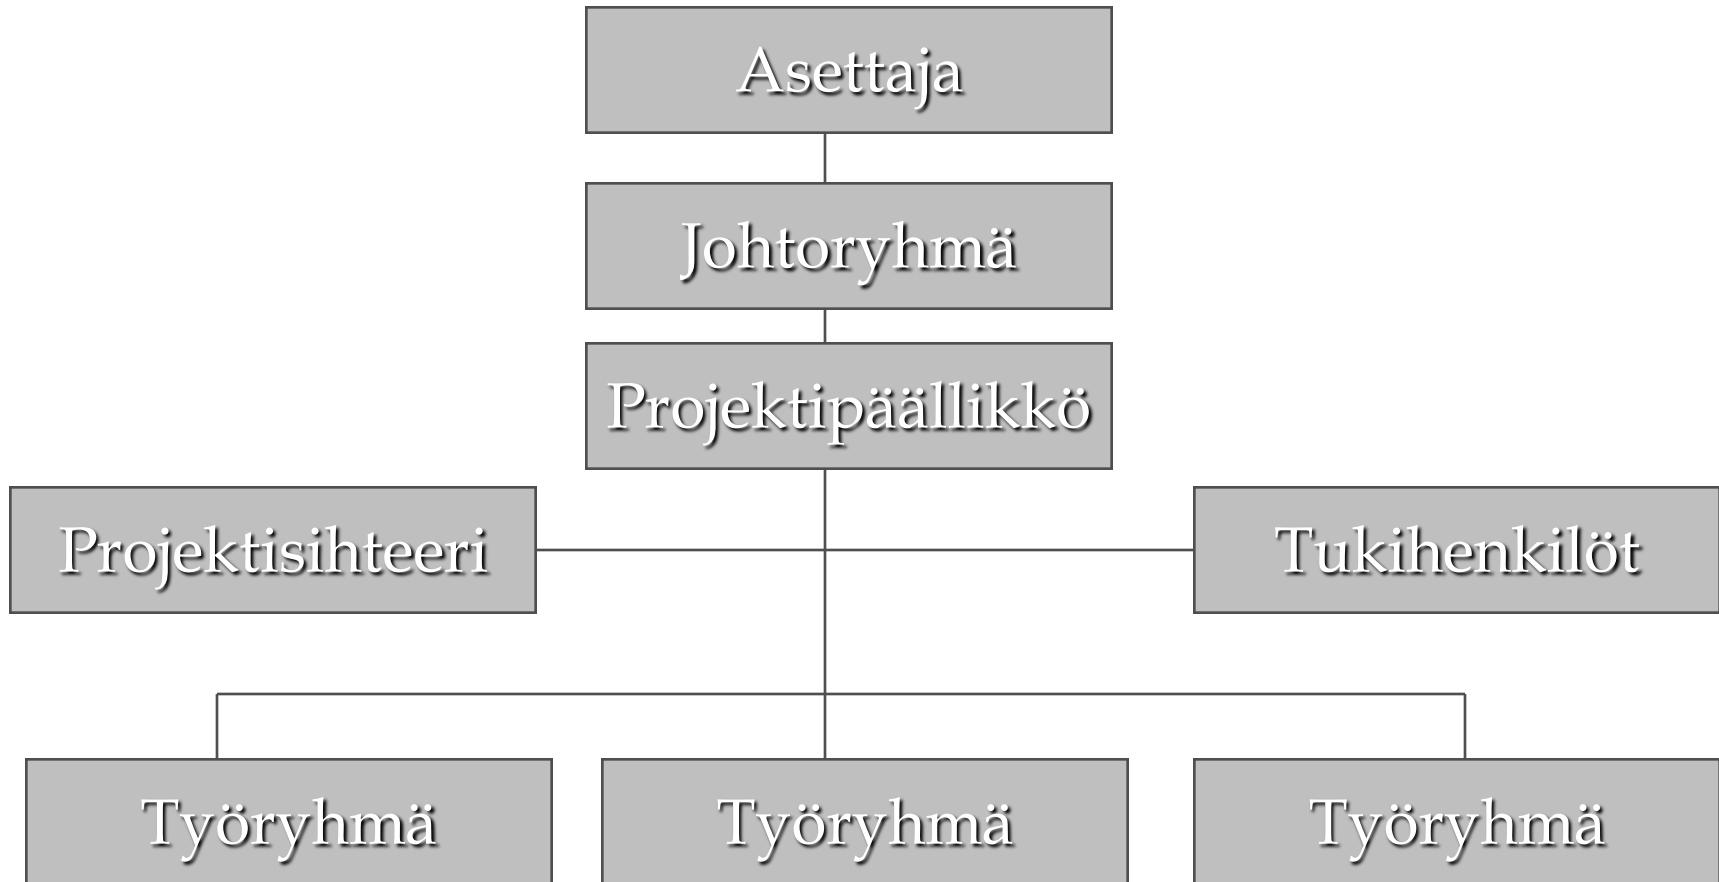 Asettaja
Johtoryhmä
Projektipäällikkö
Projektisihteeri
Tukihenkilöt
Työryhmä
Työryhmä
Työryhmä